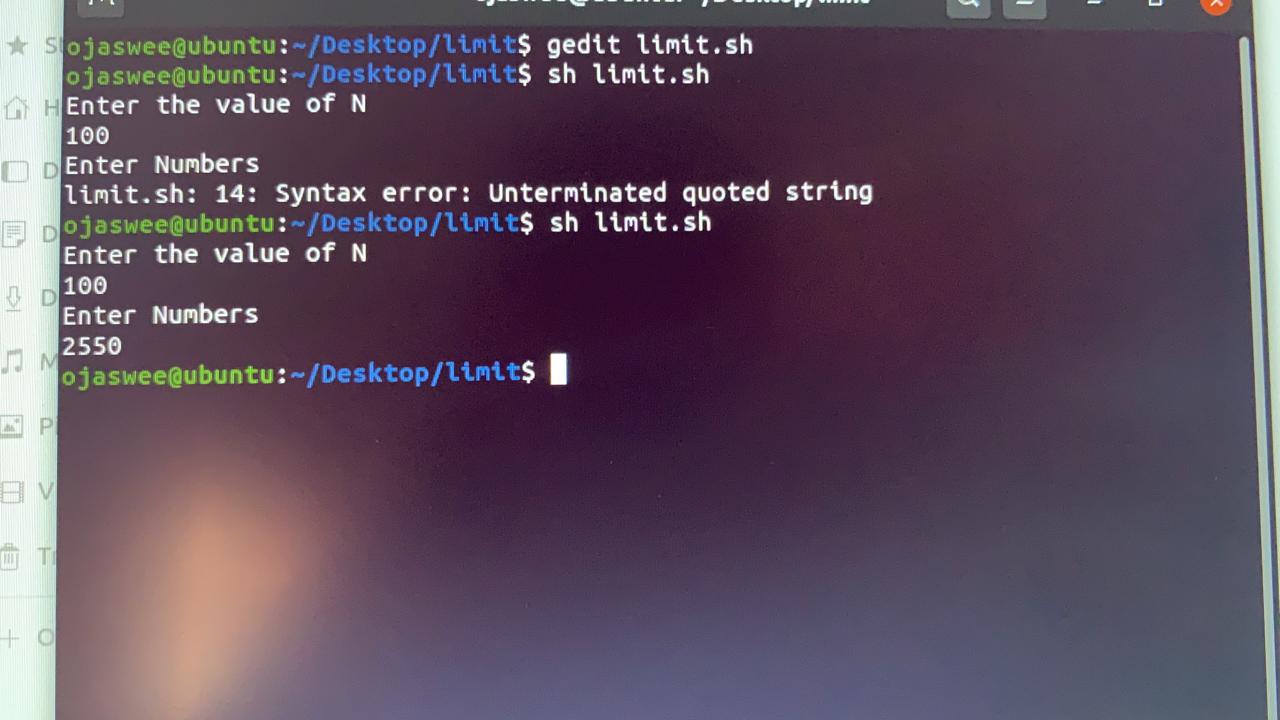 ojaswee@ubuntu:~/Desktop/limit$ gedit limit.sh
ojaswee@ubuntu:~/Desktop/limit$ sh limit.sh
Enter the value of N
100
Enter Numbers
limit.sh: 14: Syntax error: Unterminated quoted string
ojaswee@ubuntu:~/Desktop/limit$ sh limit.sh
Enter the value of N
100
Enter Numbers
2550
ojaswee@ubuntu:~/Desktop/limit$